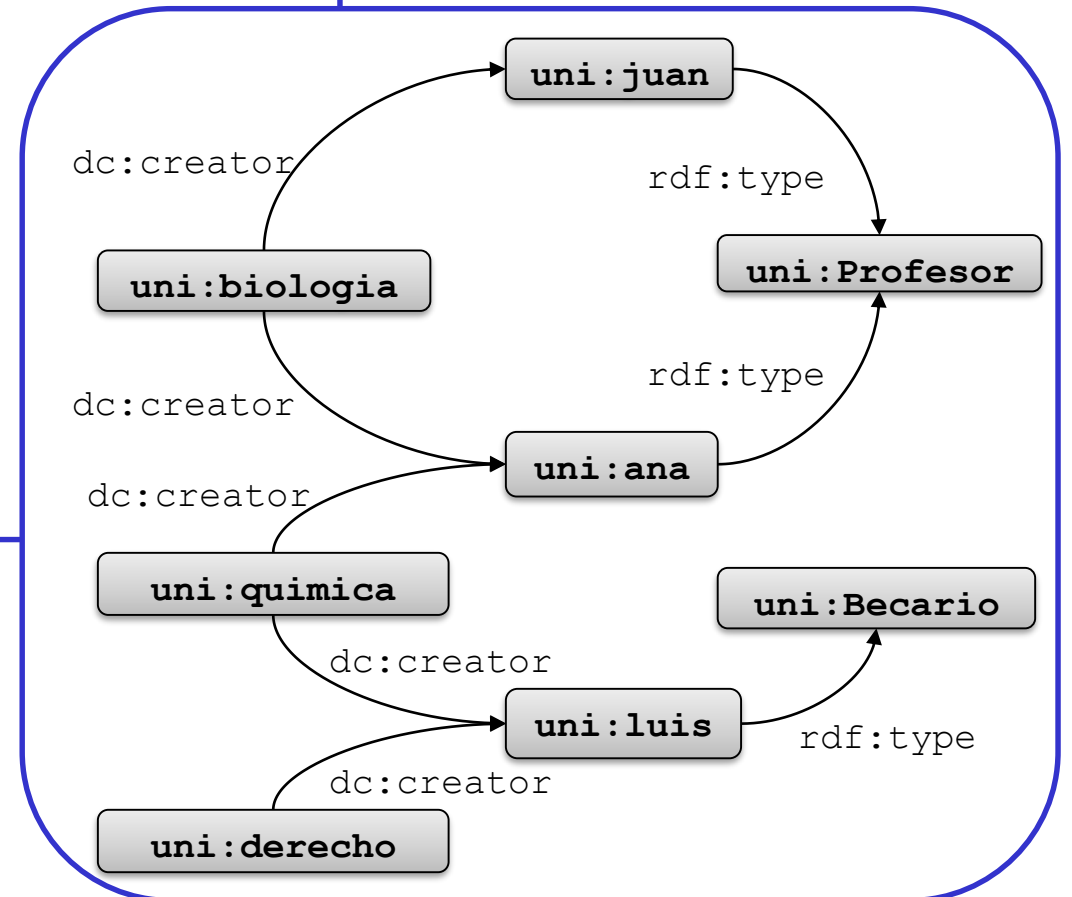 uni:juan
dc:creator
rdf:type
uni:Profesor
uni:biologia
rdf:type
dc:creator
uni:ana
dc:creator
uni:quimica
uni:Becario
dc:creator
uni:luis
rdf:type
dc:creator
uni:derecho